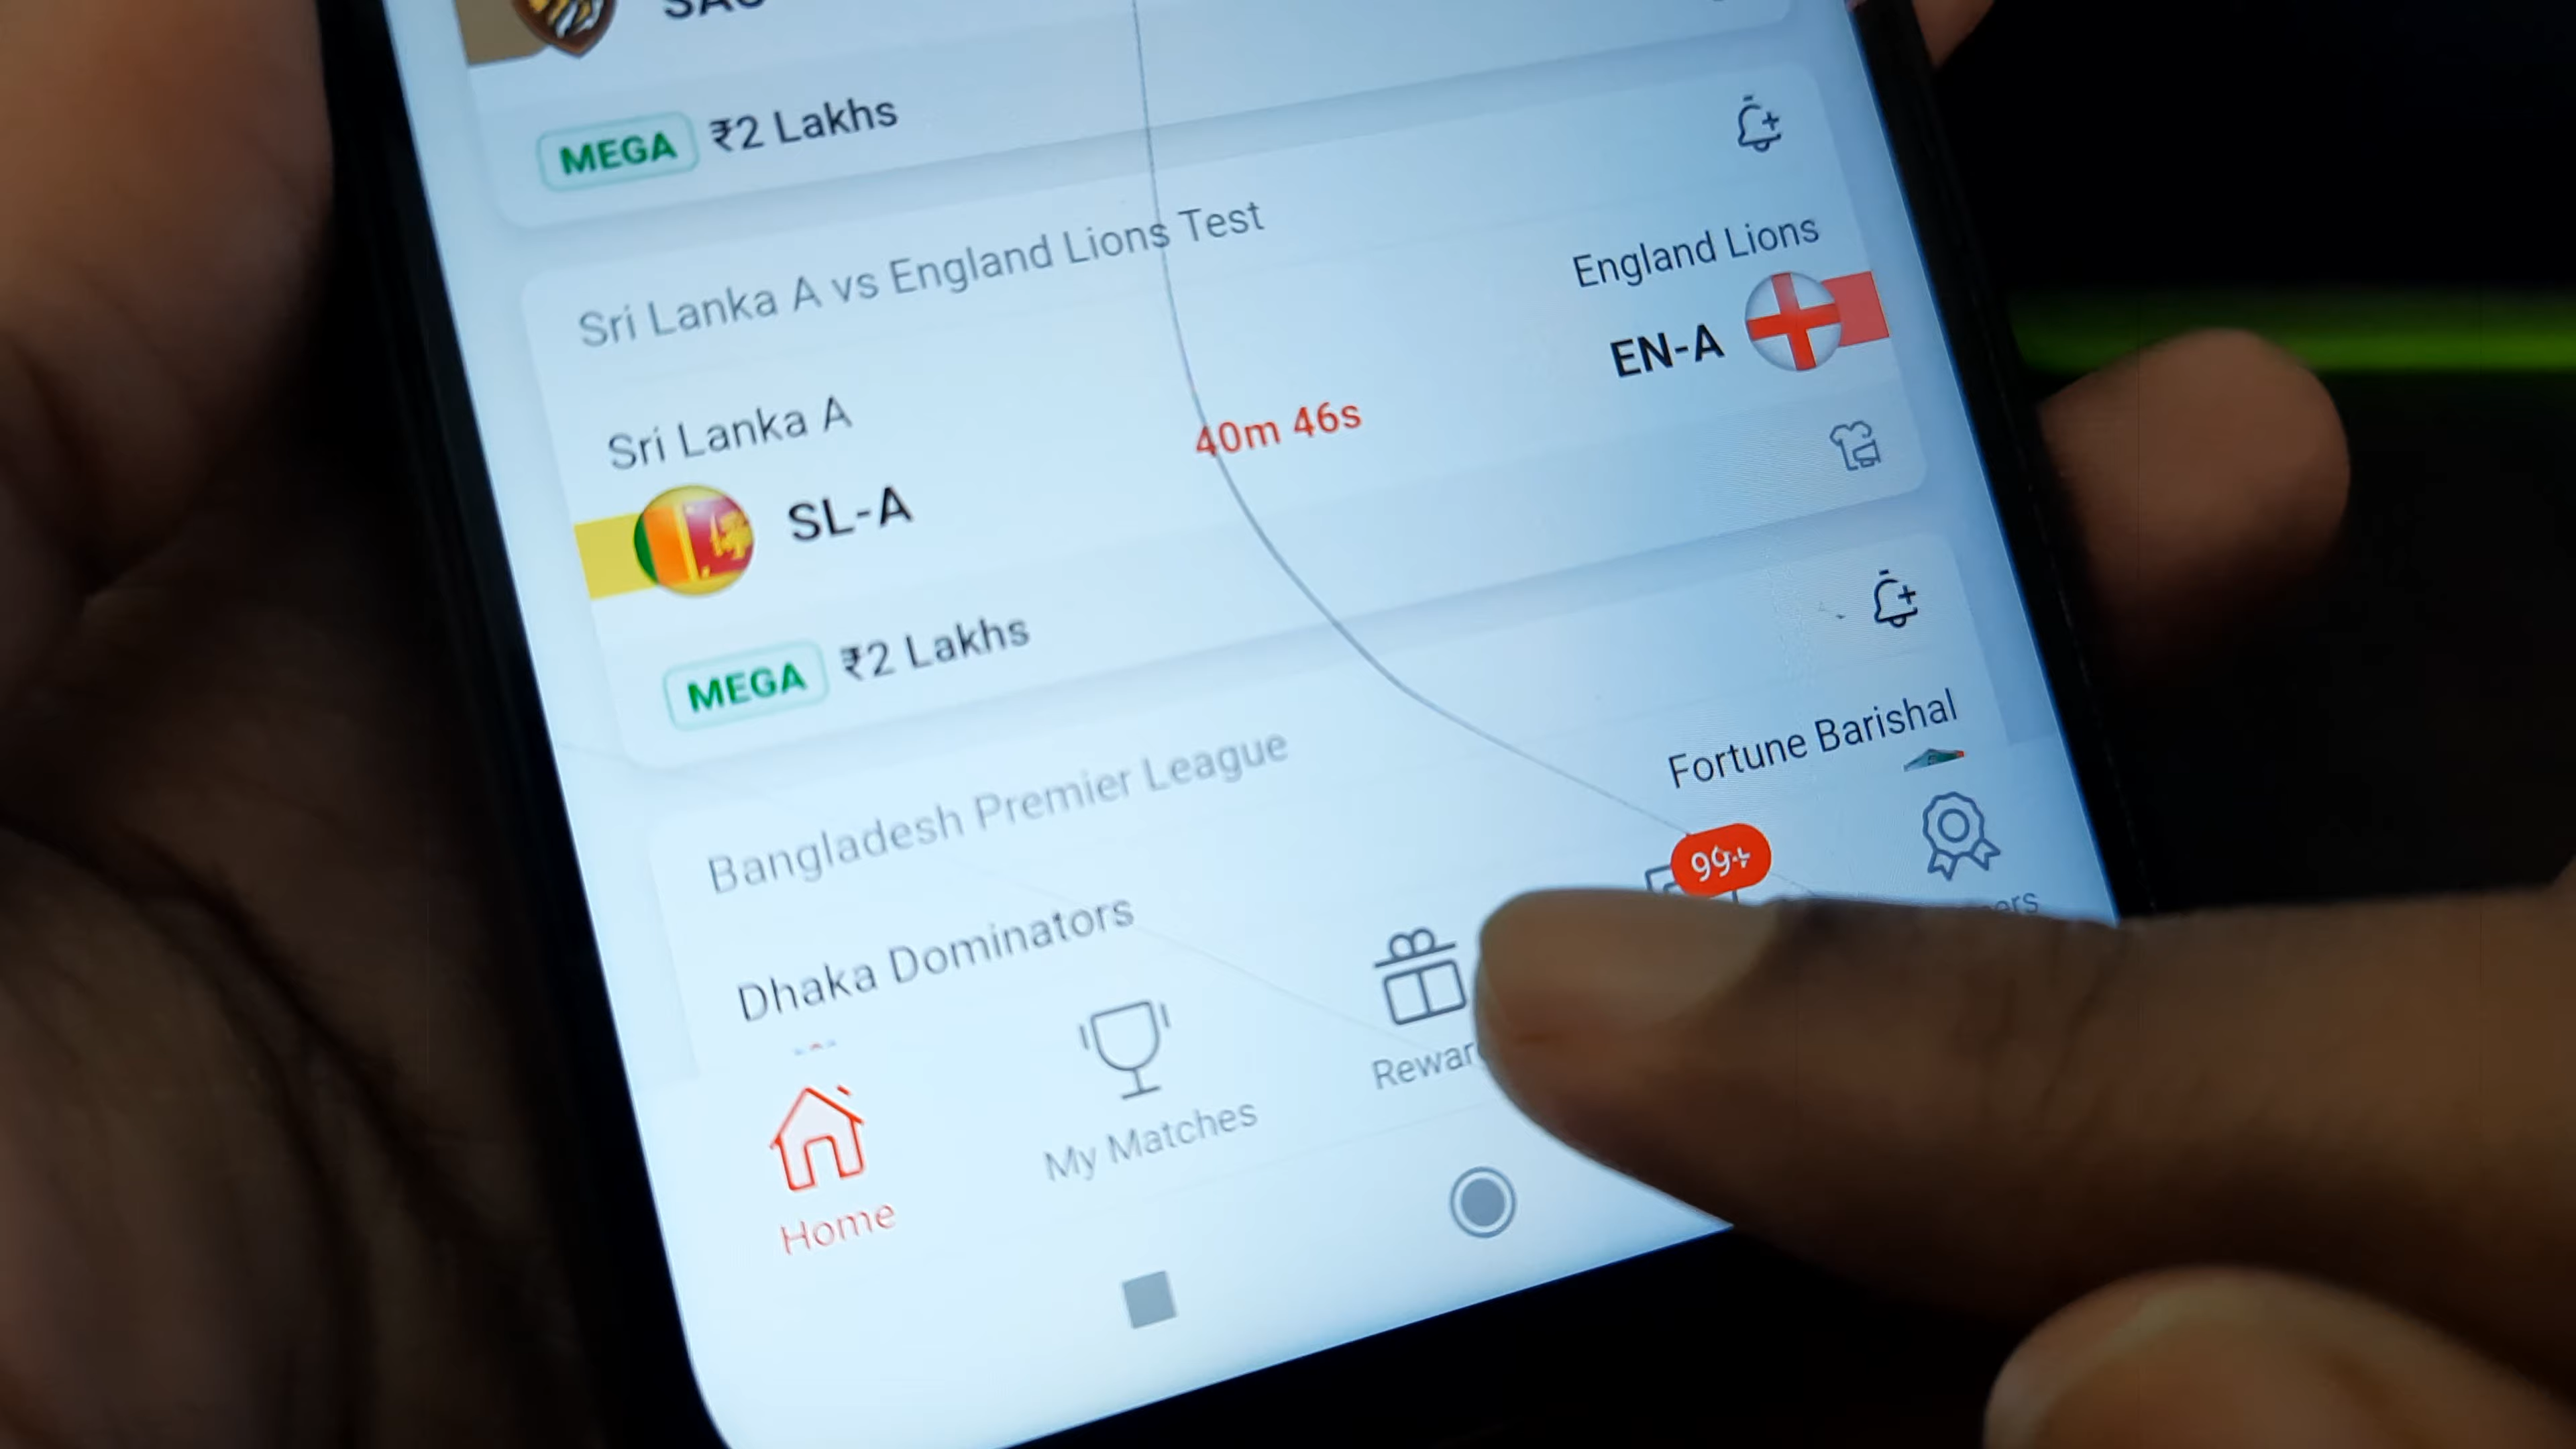 MEGA ₹2 Lakhs
Sri Lanka A vs England Lions Test
Sri Lanka A
England Lions
SL-A
40m 46s
EN-A
MEGA ₹2 Lakhs
Bangladesh Premier League
Dhaka Dominators
Fortune Barishal
99+
Home
My Matches